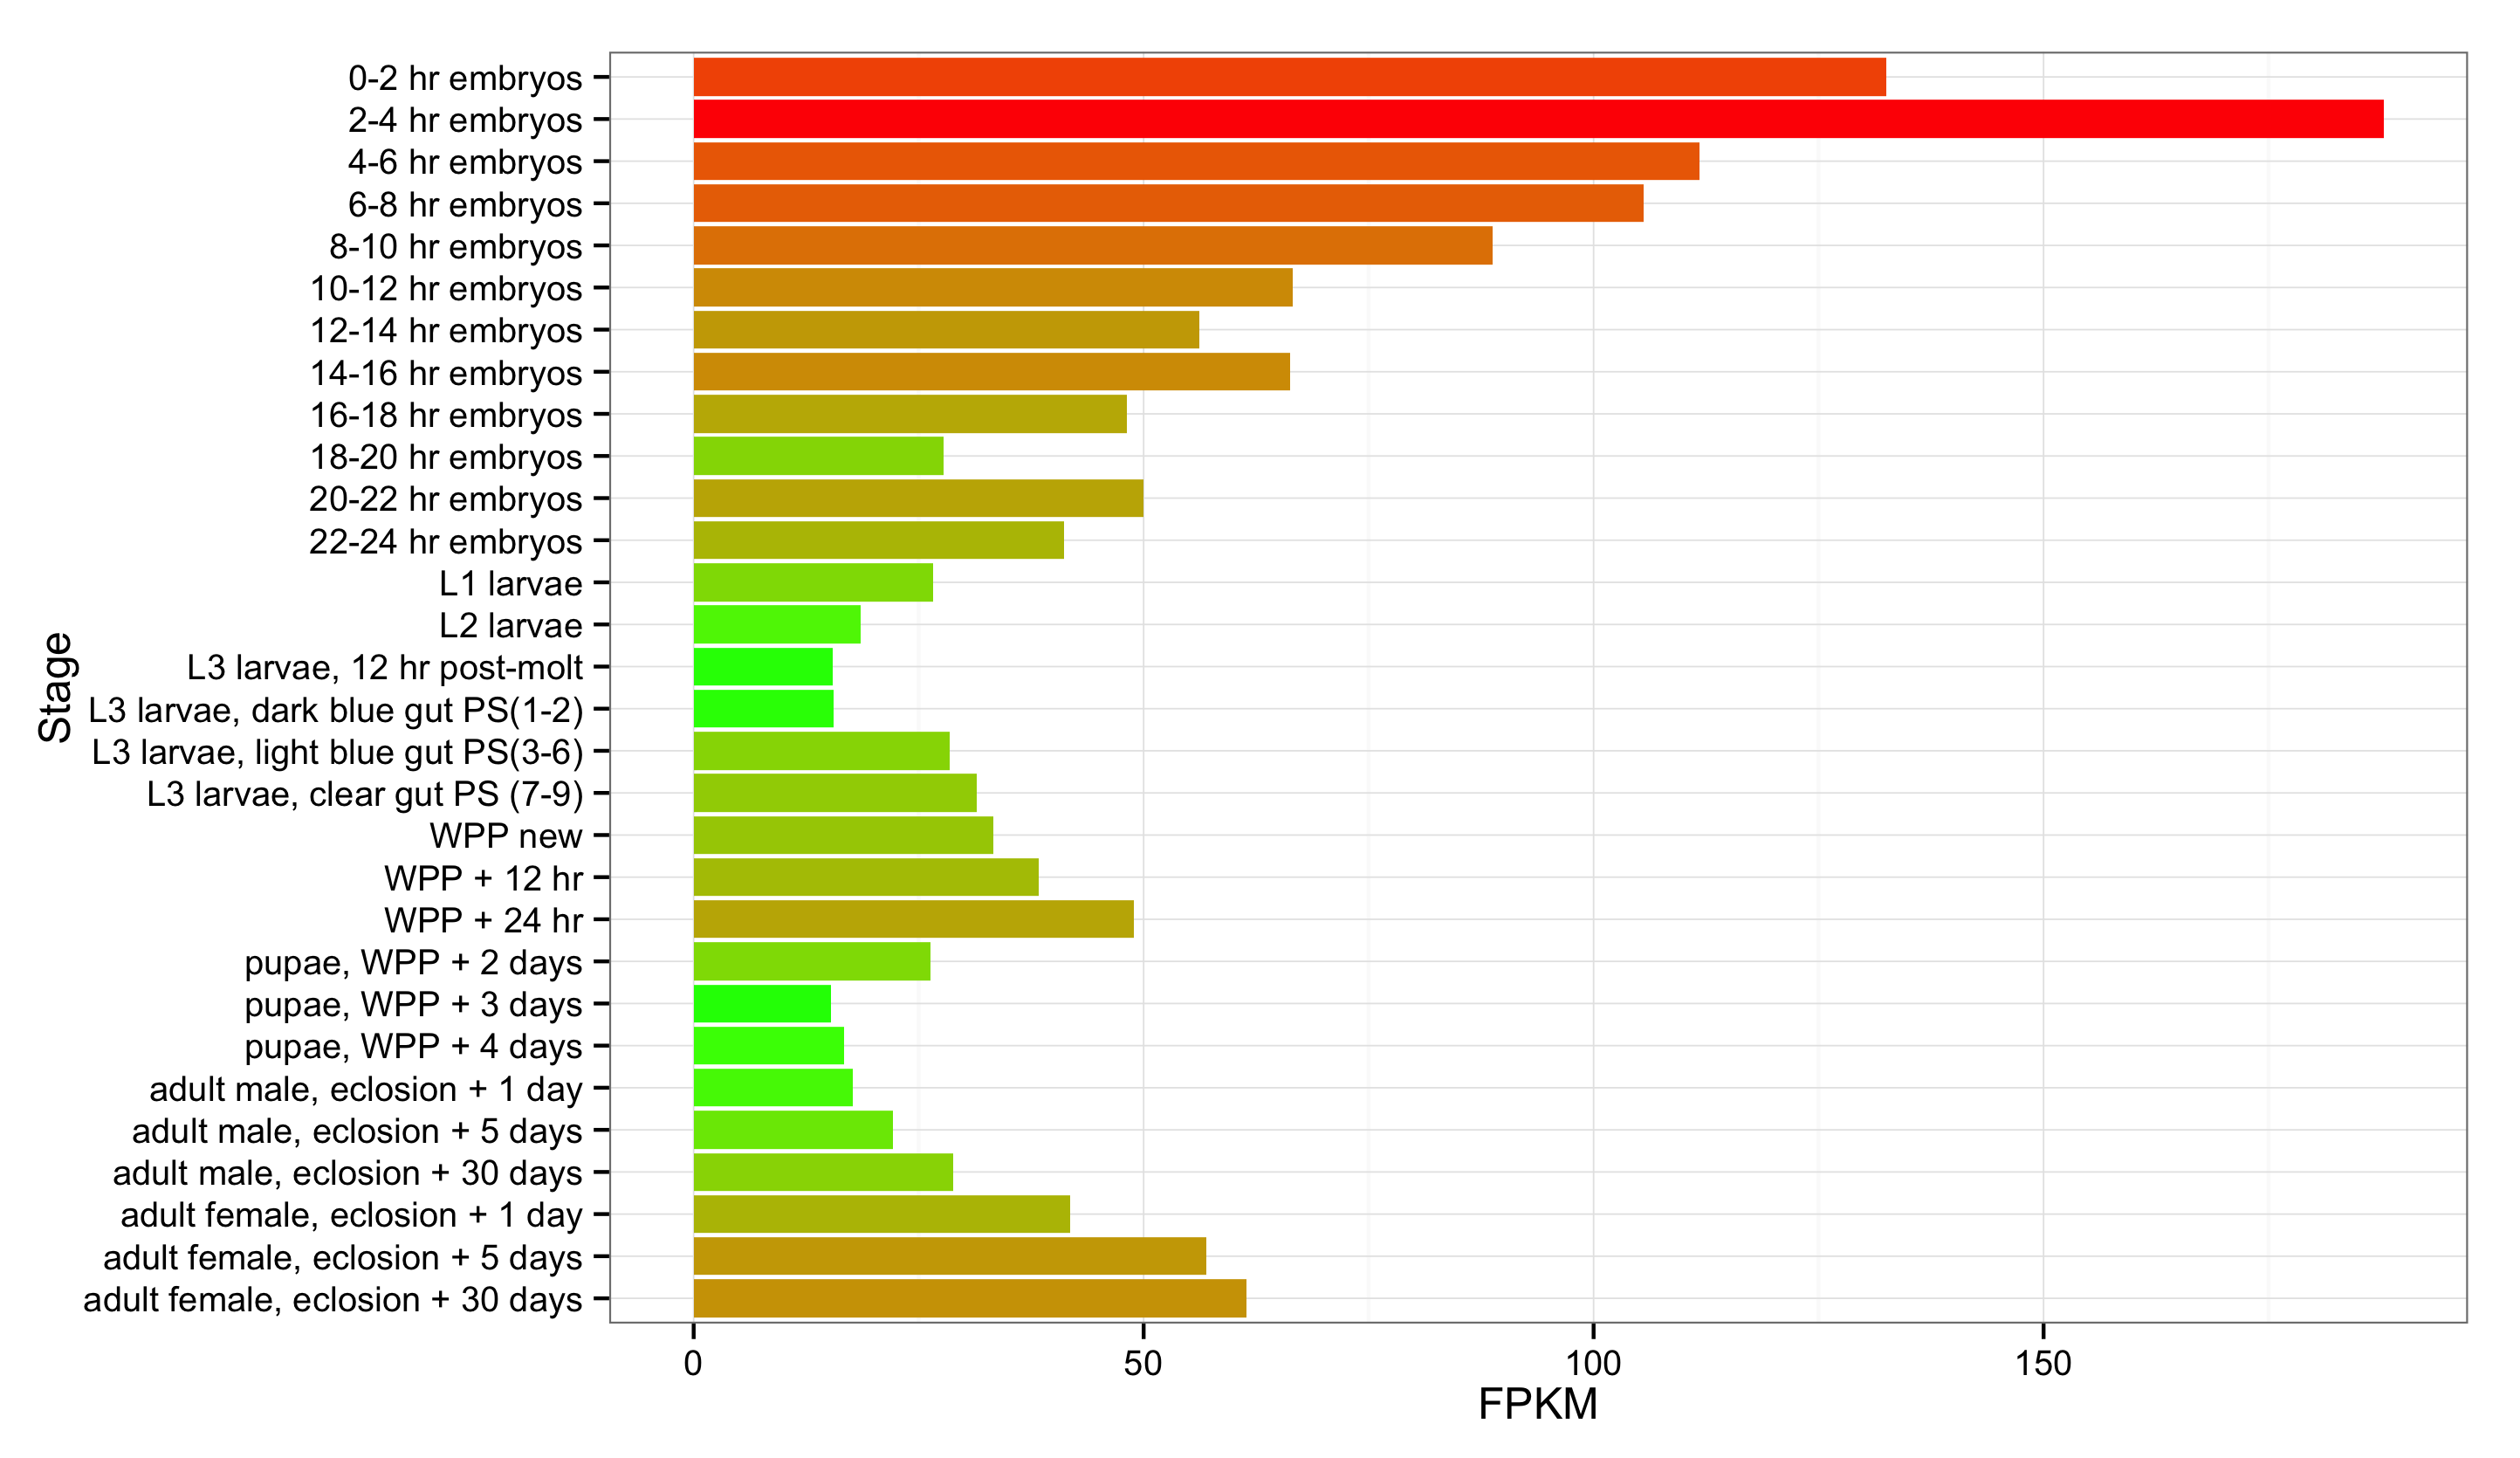 0-2 hr embryos
2-4 hr embryos
4-6 hr embryos
6-8 hr embryos
8-10 hr embryos
10-12 hr embryos
12-14 hr embryos
14-16 hr embryos
16-18 hr embryos
18-20 hr embryos
20-22 hr embryos
22-24 hr embryos
L1 larvae
L2 larvae
L3 larvae, 12 hr post-molt
L3 larvae, dark blue gut PS(1-2)
L3 larvae, light blue gut PS(3-6)
L3 larvae, clear gut PS (7-9)
WPP new
WPP + 12 hr
WPP + 24 hr
pupae, WPP + 2 days
pupae, WPP + 3 days
pupae, WPP + 4 days
adult male, eclosion + 1 day
adult male, eclosion + 5 days
adult male, eclosion + 30 days
adult female, eclosion + 1 day
adult female, eclosion + 5 days
adult female, eclosion + 30 days
Stage
0 50 100 150
FPKM